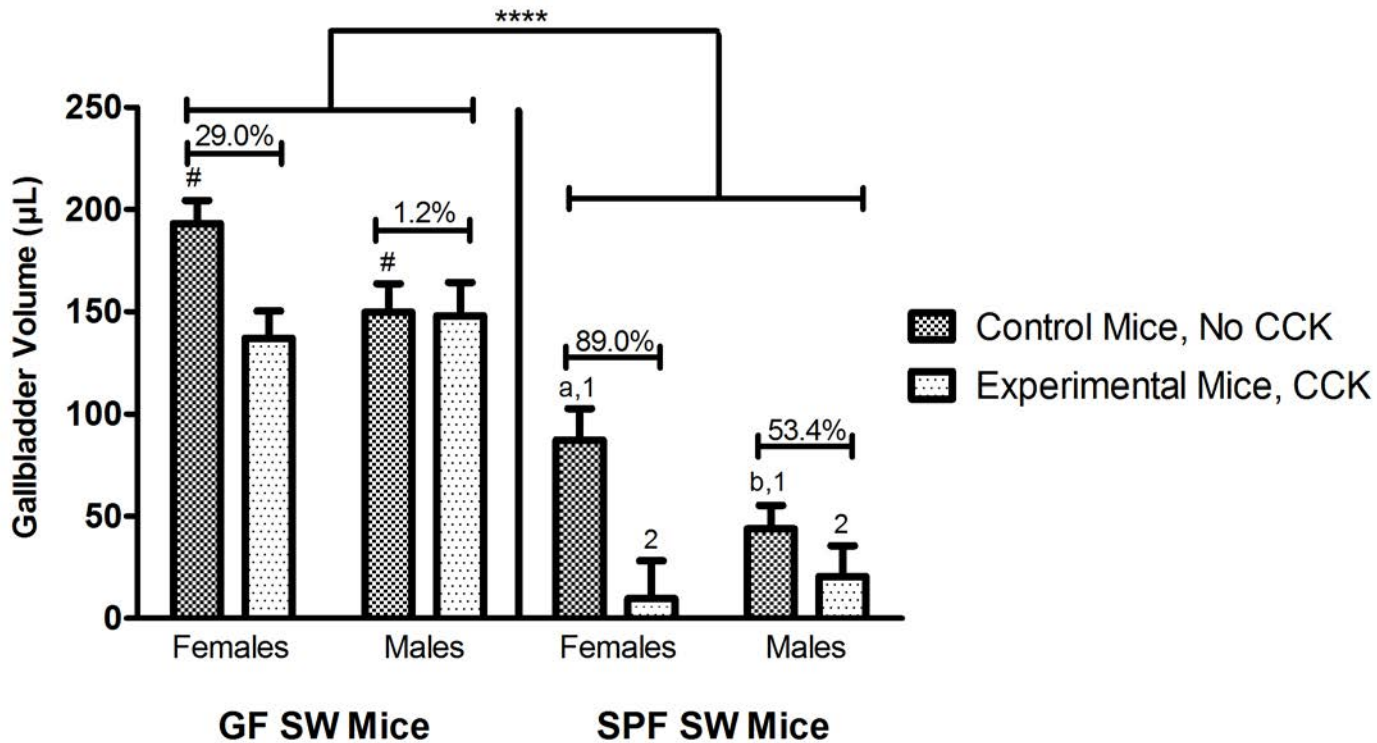 ****
Gallbladder Volume (µL)
250
200
150
100
50
0
29.0%
#
1.2%
#
89.0%
a,1
2
53.4%
b,1
2
Control Mice, No CCK
Experimental Mice, CCK
Females
Males
Females
Males
GF SW Mice
SPF SW Mice